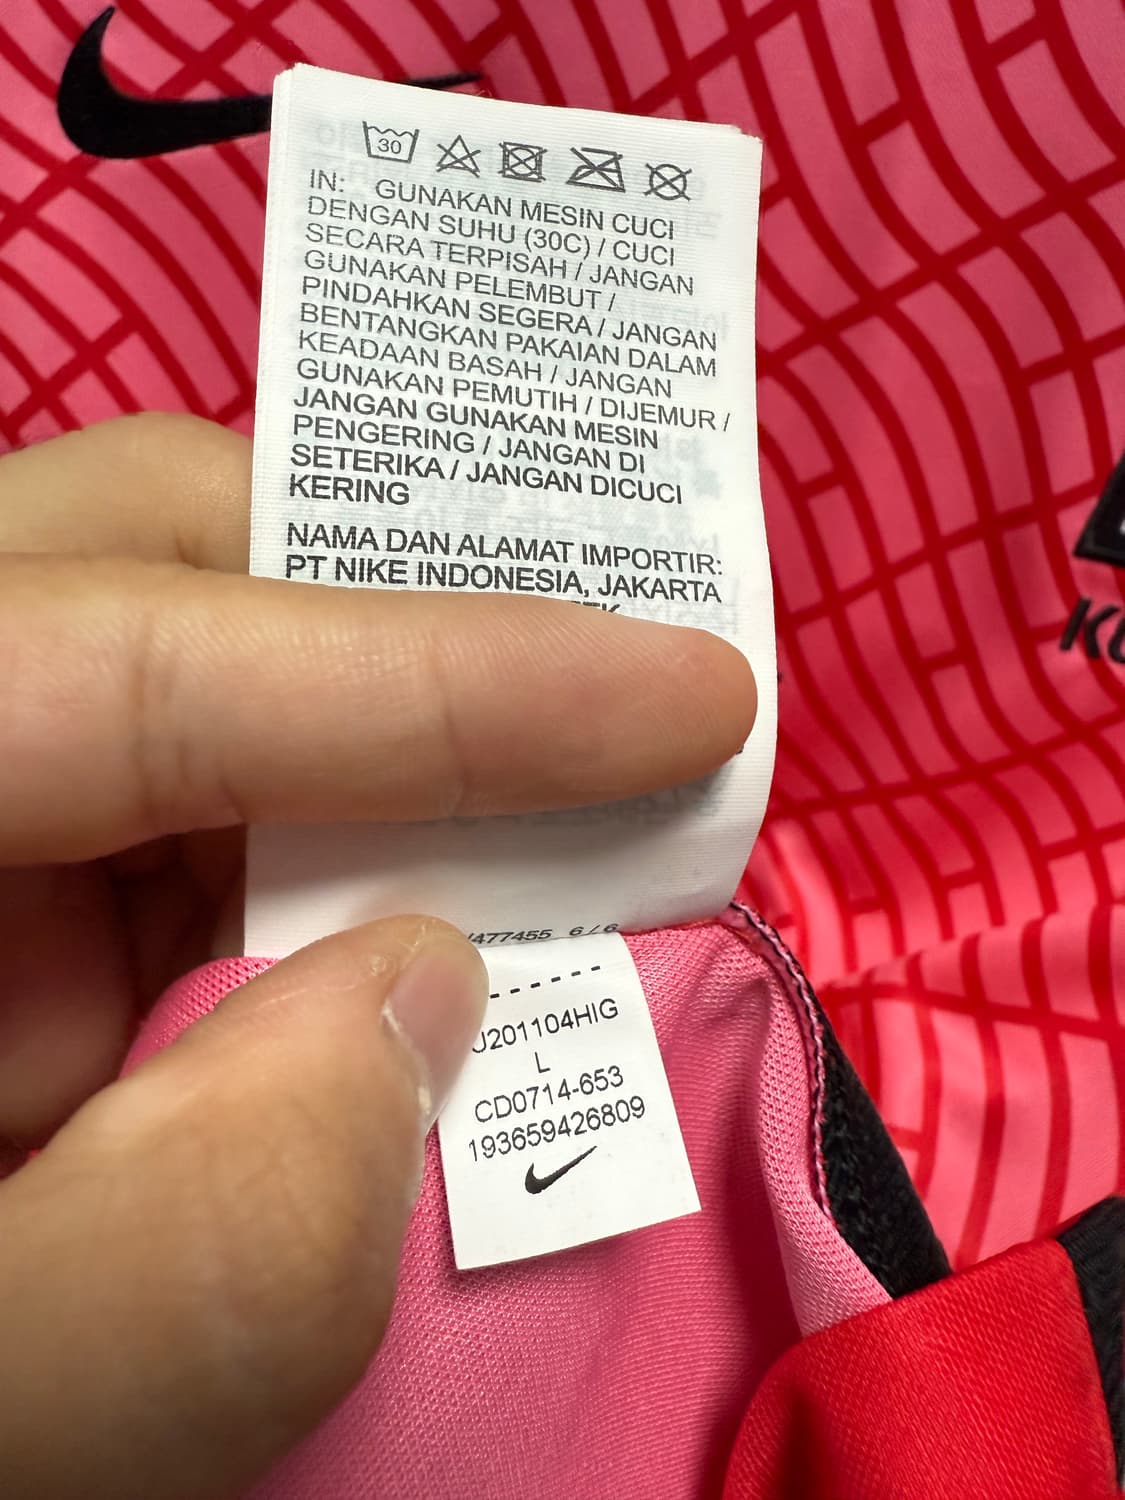 30
IN: GUNAKAN MESIN CUCI
DENGAN SUHU (30C) / CUCI
SECARA TERPISAH / JANGAN
GUNAKAN PELEMBUT /
PINDAHKAN SEGERA / JANGAN
BENTANGKAN PAKAIAN DALAM
KEADAAN BASAH / JANGAN
GUNAKAN PEMUTIH / DIJEMUR /
JANGAN GUNAKAN MESIN
PENGERING / JANGAN DI
SETERIKA / JANGAN DICUCI
KERING
NAMA DAN ALAMAT IMPORTIR:
PT NIKE INDONESIA, JAKARTA
/477455 6 / 6
J201104HIG
L
CD0714-653
193659426809